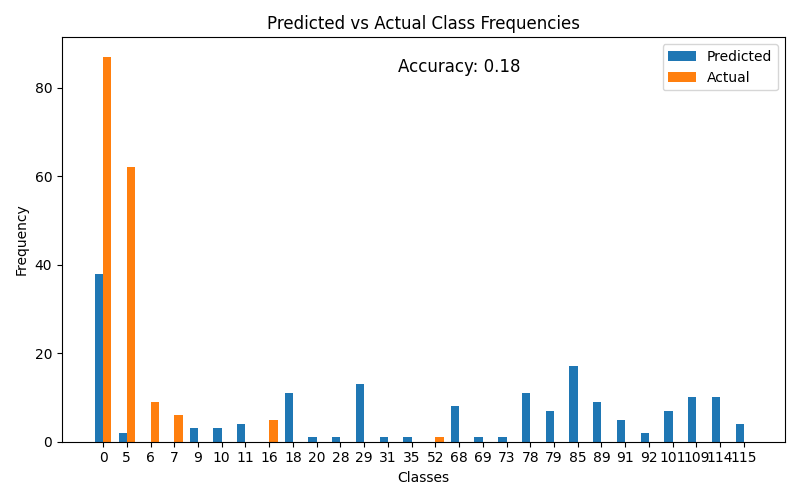 Predicted vs Actual Class Frequencies
Accuracy: 0.18
Predicted
Actual
Frequency
80
60
40
20
0
0 5 6 7 9 10 11 16 18 20 28 29 31 35 52 68 69 73 78 79 85 89 91 92 101 109 114 115
Classes